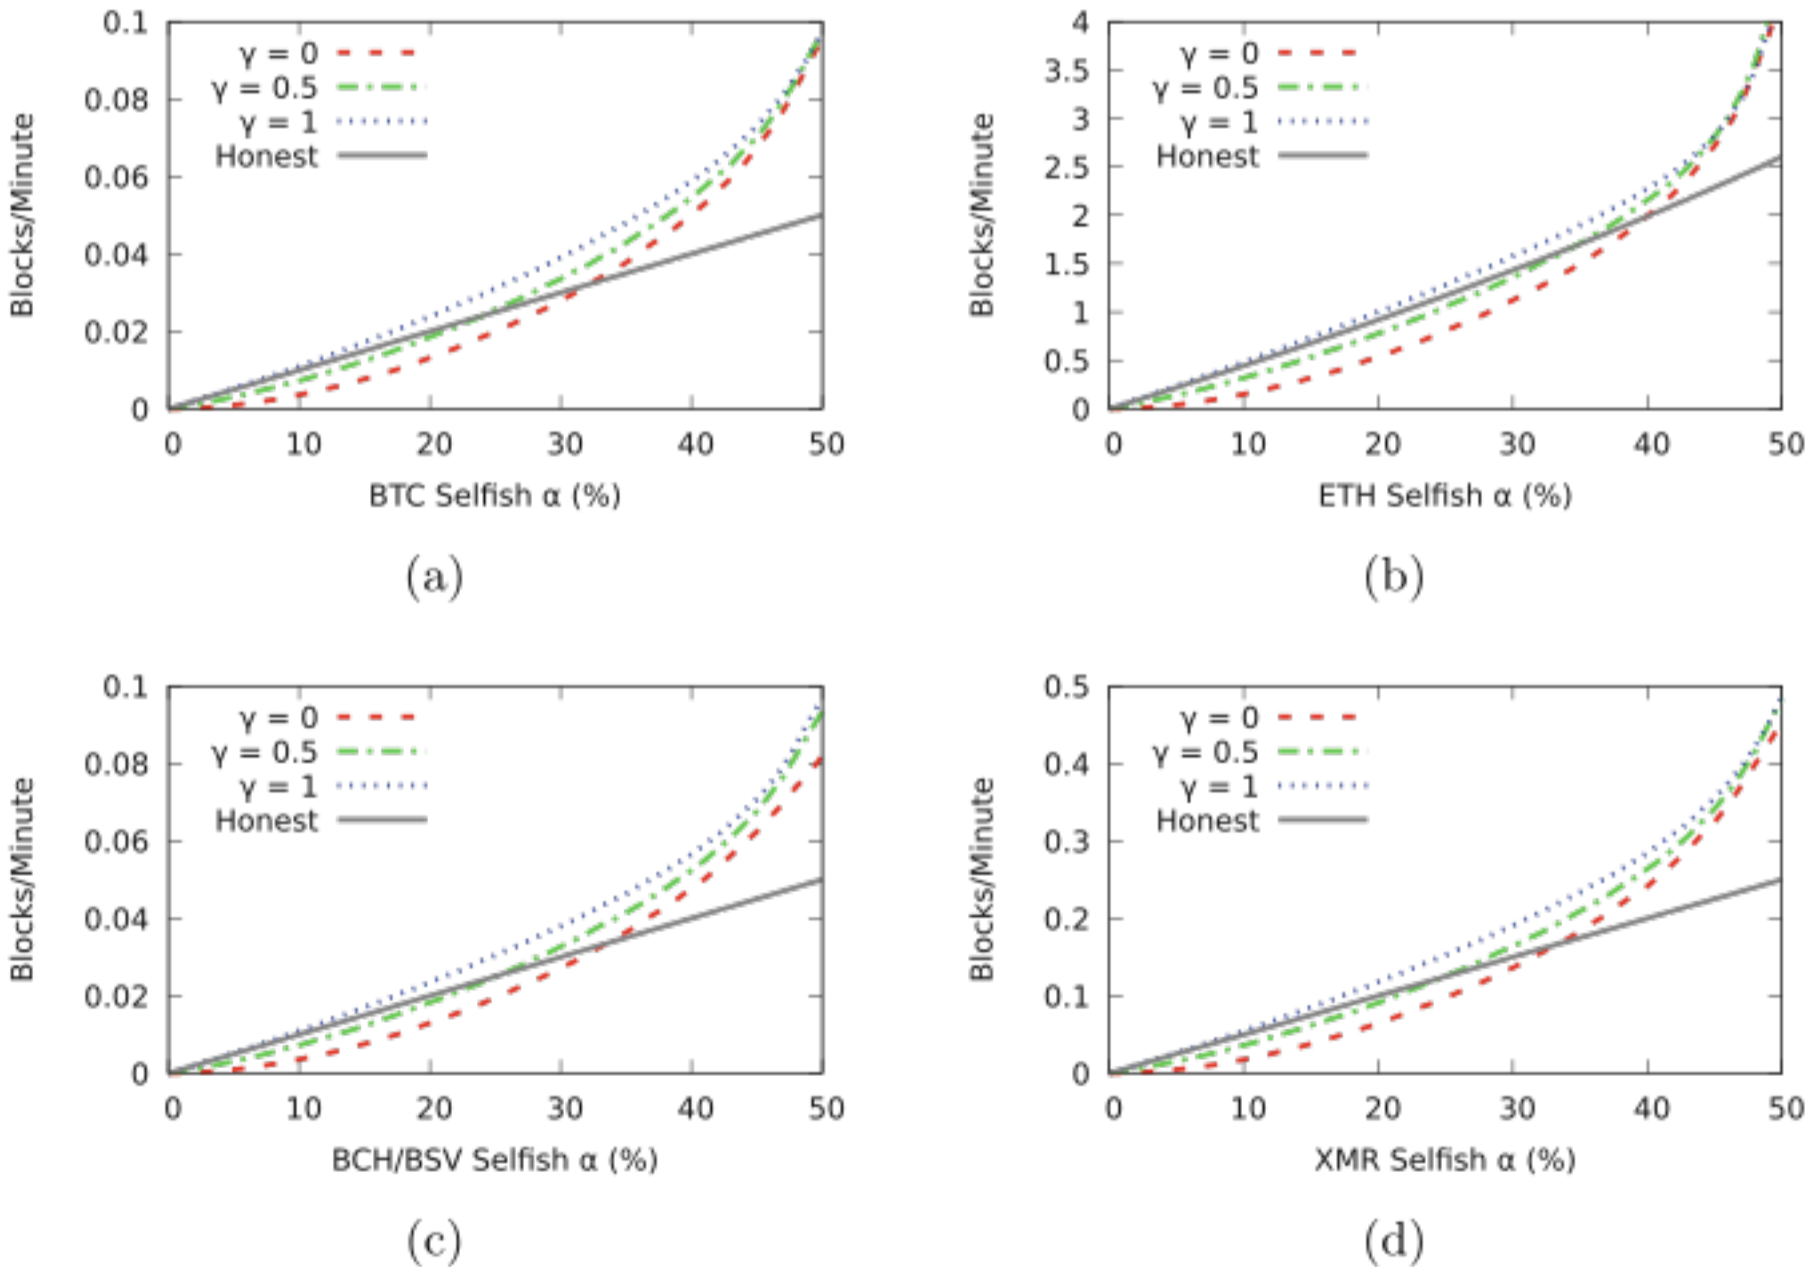 0.1
0.08
0.06
0.04
0.02
0
Blocks/Minute
γ = 0
γ = 0.5
γ = 1
Honest
0 10 20 30 40 50
BTC Selfish α (%)
(a)
4
3.5
3
2.5
2
1.5
1
0.5
0
Blocks/Minute
γ = 0
γ = 0.5
γ = 1
Honest
0 10 20 30 40 50
ETH Selfish α (%)
(b)
0.1
0.08
0.06
0.04
0.02
0
Blocks/Minute
γ = 0
γ = 0.5
γ = 1
Honest
0 10 20 30 40 50
BCH/BSV Selfish α (%)
(c)
0.5
0.4
0.3
0.2
0.1
0
Blocks/Minute
γ = 0
γ = 0.5
γ = 1
Honest
0 10 20 30 40 50
XMR Selfish α (%)
(d)